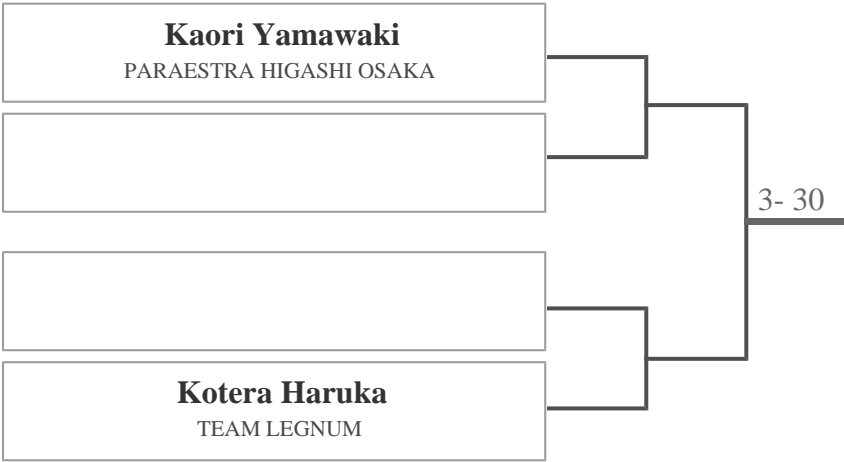 Kaori Yamawaki
PARAESTRA HIGASHI OSAKA
3- 30
Kotera Haruka
TEAM LEGNUM